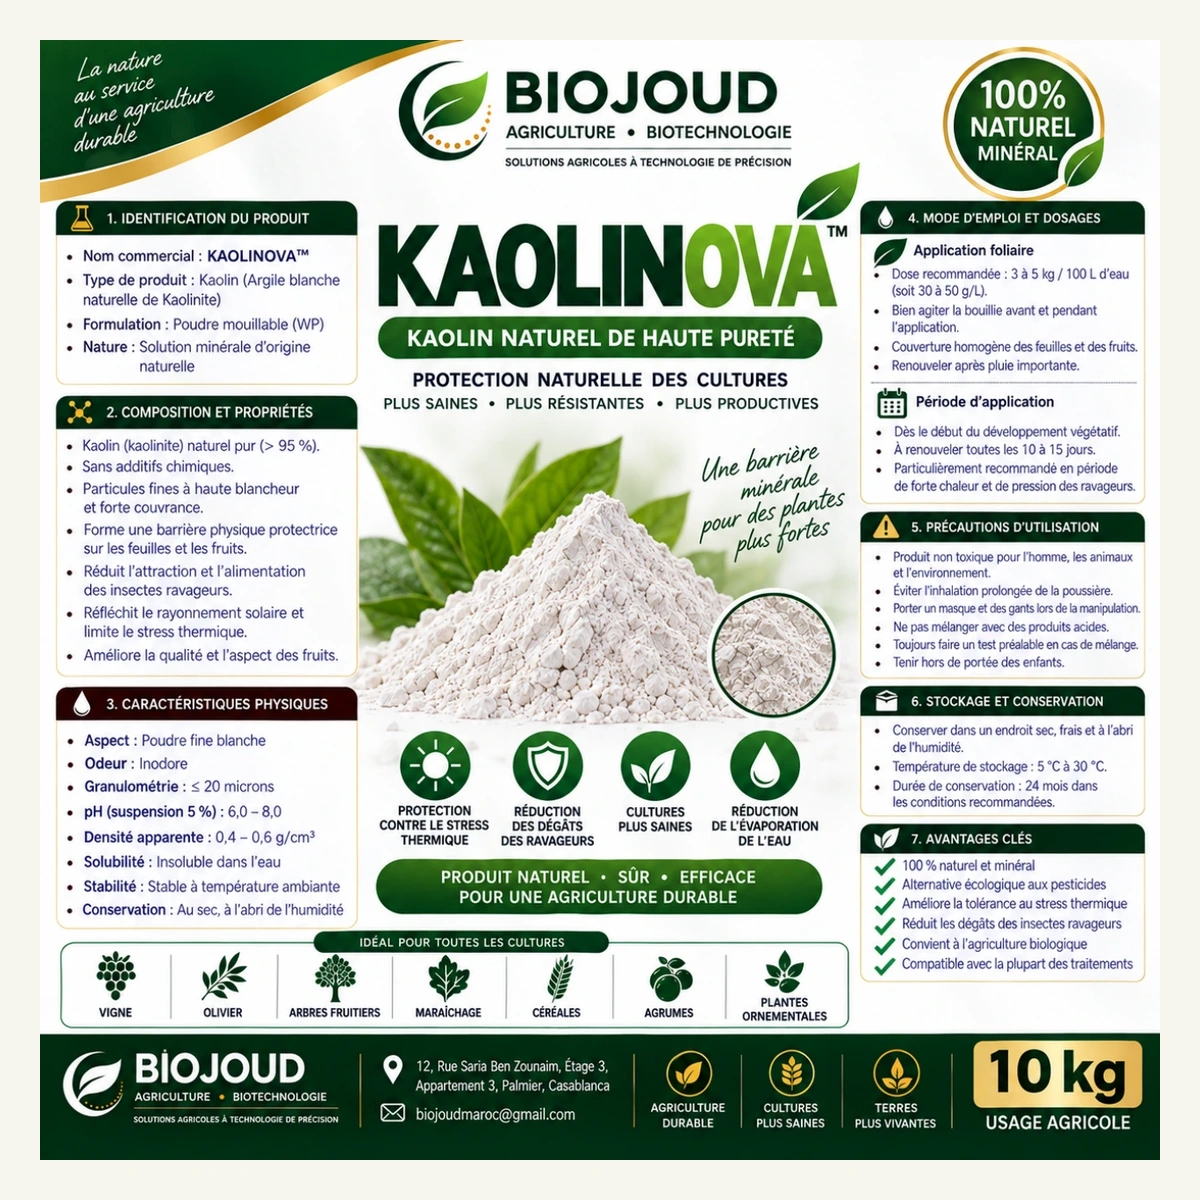 La nature
au service
d'une agriculture
durable
BIOJOUD
AGRICULTURE • BIOTECHNOLOGIE
SOLUTIONS AGRICOLES À TECHNOLOGIE DE PRÉCISION
100%
NATUREL
MINÉRAL
KAOLINOVA™
KAOLIN NATUREL DE HAUTE PURETÉ
PROTECTION NATURELLE DES CULTURES
PLUS SAINES • PLUS RÉSISTANTES • PLUS PRODUCTIVES
Une barrière
minérale
pour des plantes
plus fortes
1. IDENTIFICATION DU PRODUIT
• Nom commercial : KAOLINOVA™
• Type de produit : Kaolin (Argile blanche
naturelle de Kaolinite)
• Formulation : Poudre mouillable (WP)
• Nature : Solution minérale d'origine
naturelle
2. COMPOSITION ET PROPRIÉTÉS
• Kaolin (kaolinite) naturel pur (> 95 %).
• Sans additifs chimiques.
• Particules fines à haute blancheur
et forte couvrance.
• Forme une barrière physique protectrice
sur les feuilles et les fruits.
• Réduit l'attraction et l'alimentation
des insectes ravageurs.
• Réfléchit le rayonnement solaire et
limite le stress thermique.
• Améliore la qualité et l'aspect des fruits.
3. CARACTÉRISTIQUES PHYSIQUES
• Aspect : Poudre fine blanche
• Odeur : Inodore
• Granulométrie : ≤ 20 microns
• pH (suspension 5 %) : 6,0 – 8,0
• Densité apparente : 0,4 – 0,6 g/cm³
• Solubilité : Insoluble dans l'eau
• Stabilité : Stable à température ambiante
• Conservation : Au sec, à l'abri de l'humidité
4. MODE D'EMPLOI ET DOSAGES
Application foliaire
• Dose recommandée : 3 à 5 kg / 100 L d'eau
(soit 30 à 50 g/L).
• Bien agiter la bouillie avant et pendant
l'application.
• Couverture homogène des feuilles et des fruits.
• Renouveler après pluie importante.
Période d'application
• Dès le début du développement végétatif.
• À renouveler toutes les 10 à 15 jours.
• Particulièrement recommandé en période
de forte chaleur et de pression des ravageurs.
5. PRÉCAUTIONS D'UTILISATION
• Produit non toxique pour l'homme, les animaux
et l'environnement.
• Éviter l'inhalation prolongée de la poussière.
• Porter un masque et des gants lors de la manipulation.
• Ne pas mélanger avec des produits acides.
• Toujours faire un test préalable en cas de mélange.
• Tenir hors de portée des enfants.
6. STOCKAGE ET CONSERVATION
• Conserver dans un endroit sec, frais et à l'abri
de l'humidité.
• Température de stockage : 5 °C à 30 °C.
• Durée de conservation : 24 mois dans
les conditions recommandées.
7. AVANTAGES CLÉS
100 % naturel et minéral
Alternative écologique aux pesticides
Améliore la tolérance au stress thermique
Réduit les dégâts des insectes ravageurs
Convient à l'agriculture biologique
Compatible avec la plupart des traitements
PROTECTION
CONTRE LE STRESS
THERMIQUE
RÉDUCTION
DES DÉGÂTS
DES RAVAGEURS
CULTURES
PLUS SAINES
RÉDUCTION
DE L'ÉVAPORATION
DE L'EAU
PRODUIT NATUREL • SÛR • EFFICACE
POUR UNE AGRICULTURE DURABLE
IDÉAL POUR TOUTES LES CULTURES
VIGNE
OLIVIER
ARBRES FRUITIERS
MARAÎCHAGE
CÉRÉALES
AGRUMES
PLANTES
ORNEMENTALES
BIOJOUD
AGRICULTURE • BIOTECHNOLOGIE
SOLUTIONS AGRICOLES À TECHNOLOGIE DE PRÉCISION
12, Rue Saria Ben Zounaim, Étage 3,
Appartement 3, Palmier, Casablanca
biojoudmaroc@gmail.com
AGRICULTURE
DURABLE
CULTURES
PLUS SAINES
TERRES
PLUS VIVANTES
10 kg
USAGE AGRICOLE